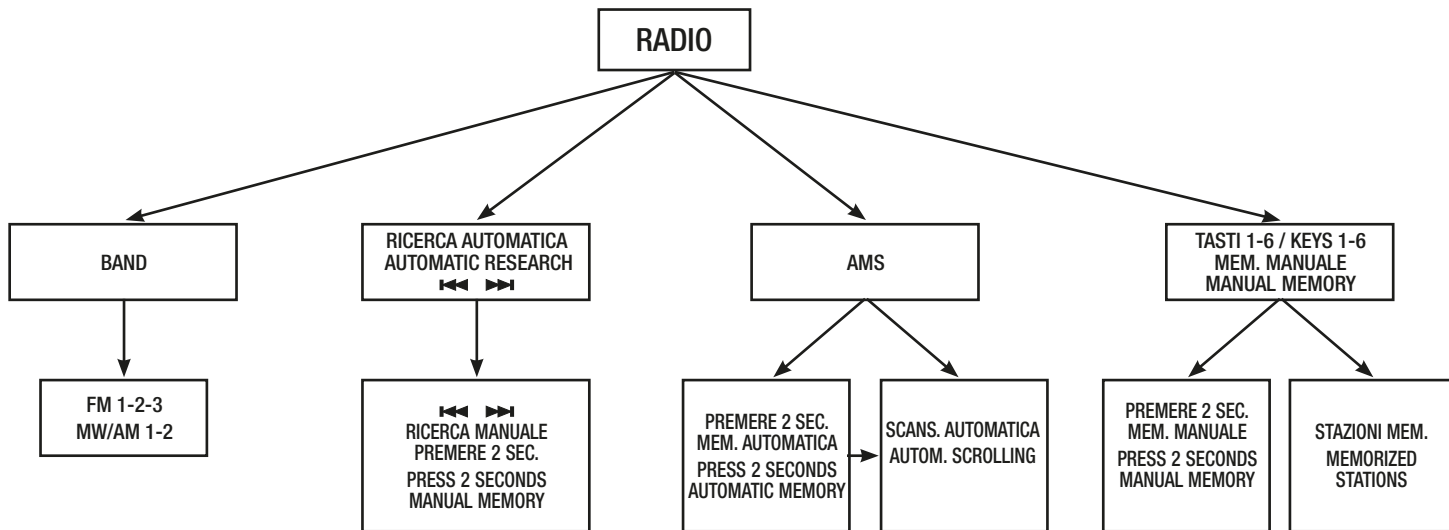 RADIO
BAND
RICERCA AUTOMATICA
AUTOMATIC RESEARCH
AMS
TASTI 1-6 / KEYS 1-6
MEM. MANUALE
MANUAL MEMORY
FM 1-2-3
MW/AM 1-2
RICERCA MANUALE
PREMERE 2 SEC.
PRESS 2 SECONDS
MANUAL MEMORY
PREMERE 2 SEC.
MEM. AUTOMATICA
PRESS 2 SECONDS
AUTOMATIC MEMORY
SCANS. AUTOMATICA
AUTOM. SCROLLING
PREMERE 2 SEC.
MEM. MANUALE
PRESS 2 SECONDS
MANUAL MEMORY
STAZIONI MEM.
MEMORIZED
STATIONS